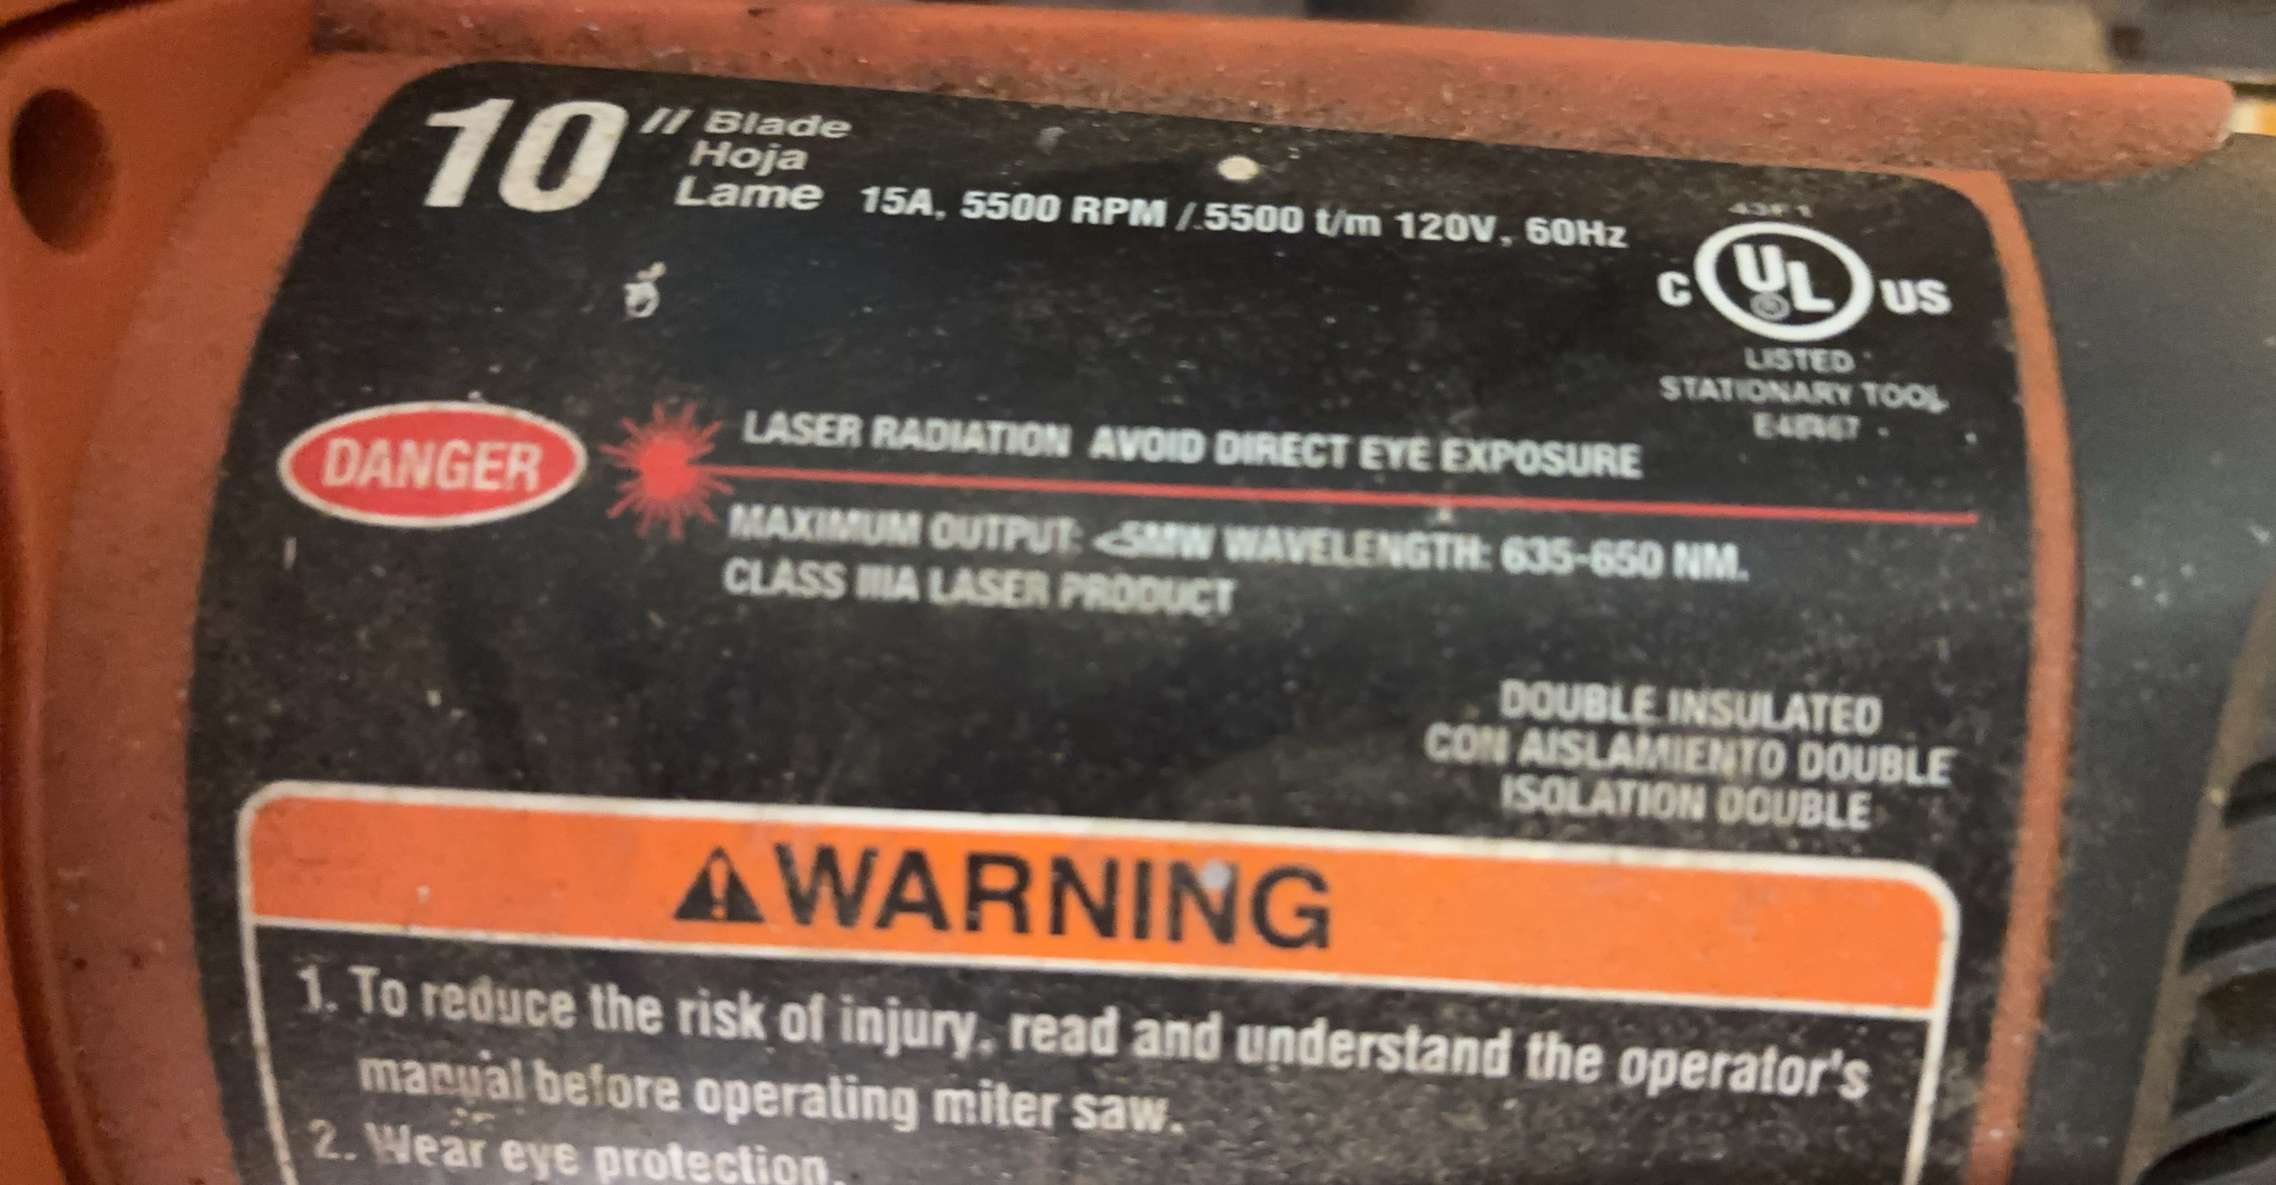 10" Blade
Hoja
Lame 15A, 5500 RPM / 5500 t/m 120V, 60Hz
43F1
C UL US
®
LISTED
STATIONARY TOOL
DANGER
LASER RADIATION AVOID DIRECT EYE EXPOSURE
MAXIMUM OUTPUT: <5MW WAVELENGTH: 635-650 NM.
CLASS IIIA LASER PRODUCT
DOUBLE INSULATED
CON AISLAMIENTO DOUBLE
ISOLATION DOUBLE
WARNING
1. To reduce the risk of injury, read and understand the operator's
manual before operating miter saw.
2. Wear eye protection.